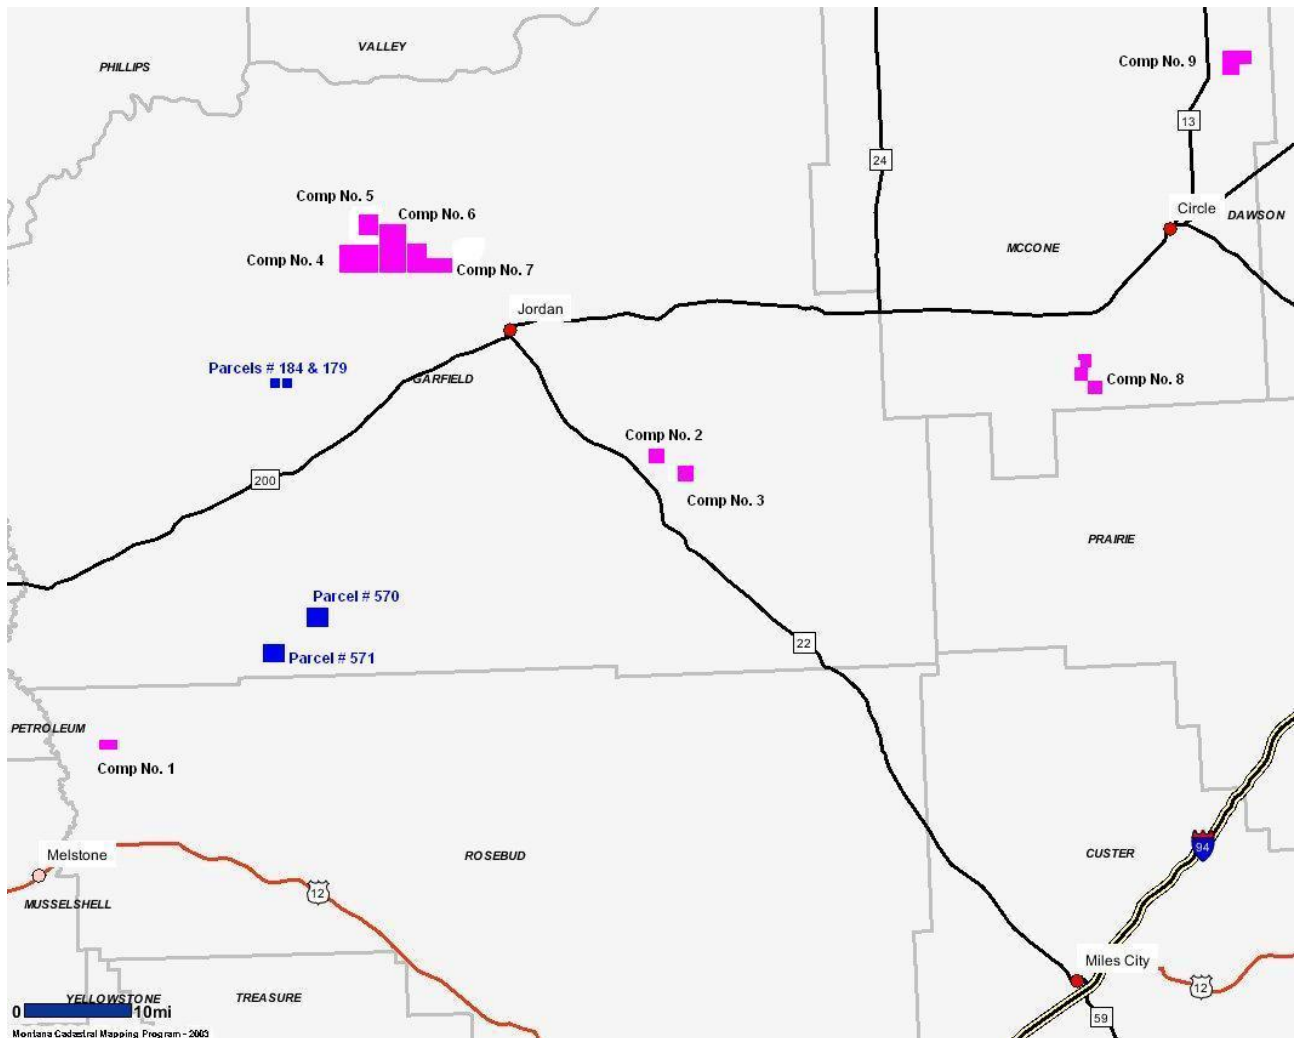 VALLEY
PHILLIPS
Comp No. 9
13
24
Comp No. 5
Comp No. 6
Circle
DAWSON
MCCONE
Comp No. 4
Comp No. 7
Jordan
Parcels # 184 & 179
GARFIELD
Comp No. 8
Comp No. 2
200
Comp No. 3
PRAIRIE
Parcel # 570
22
Parcel # 571
PETROLEUM
Comp No. 1
94
Melstone
ROSEBUD
CUSTER
12
MUSSELSHELL
Miles City
12
YELLOWSTONE
TREASURE
0 10mi
59
Montana Cadastral Mapping Program - 2003